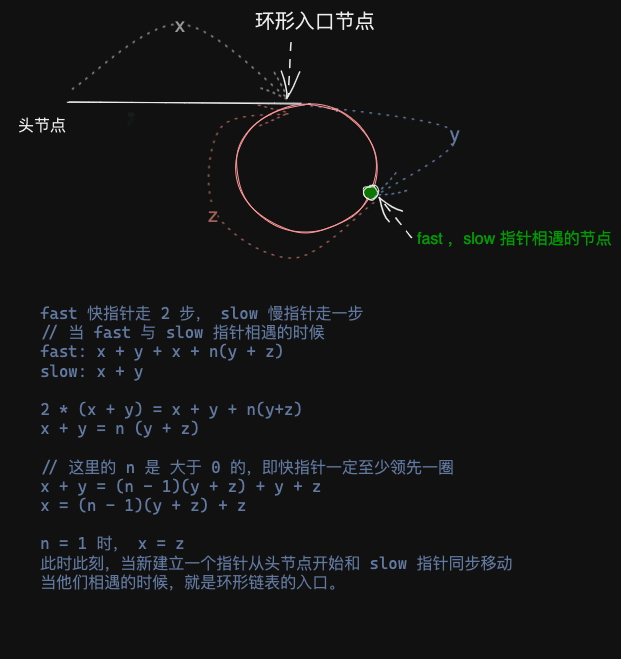 x
环形入口节点
头节点
y
z
fast ，slow 指针相遇的节点
fast 快指针走 2 步， slow 慢指针走一步
// 当 fast 与 slow 指针相遇的时候
fast: x + y + x + n(y + z)
slow: x + y
2 * (x + y) = x + y + n(y+z)
x + y = n (y + z)
// 这里的 n 是 大于 0 的，即快指针一定至少领先一圈
x + y = (n - 1)(y + z) + y + z
x = (n - 1)(y + z) + z
n = 1 时， x = z
此时此刻，当新建立一个指针从头节点开始和 slow 指针同步移动
当他们相遇的时候，就是环形链表的入口。